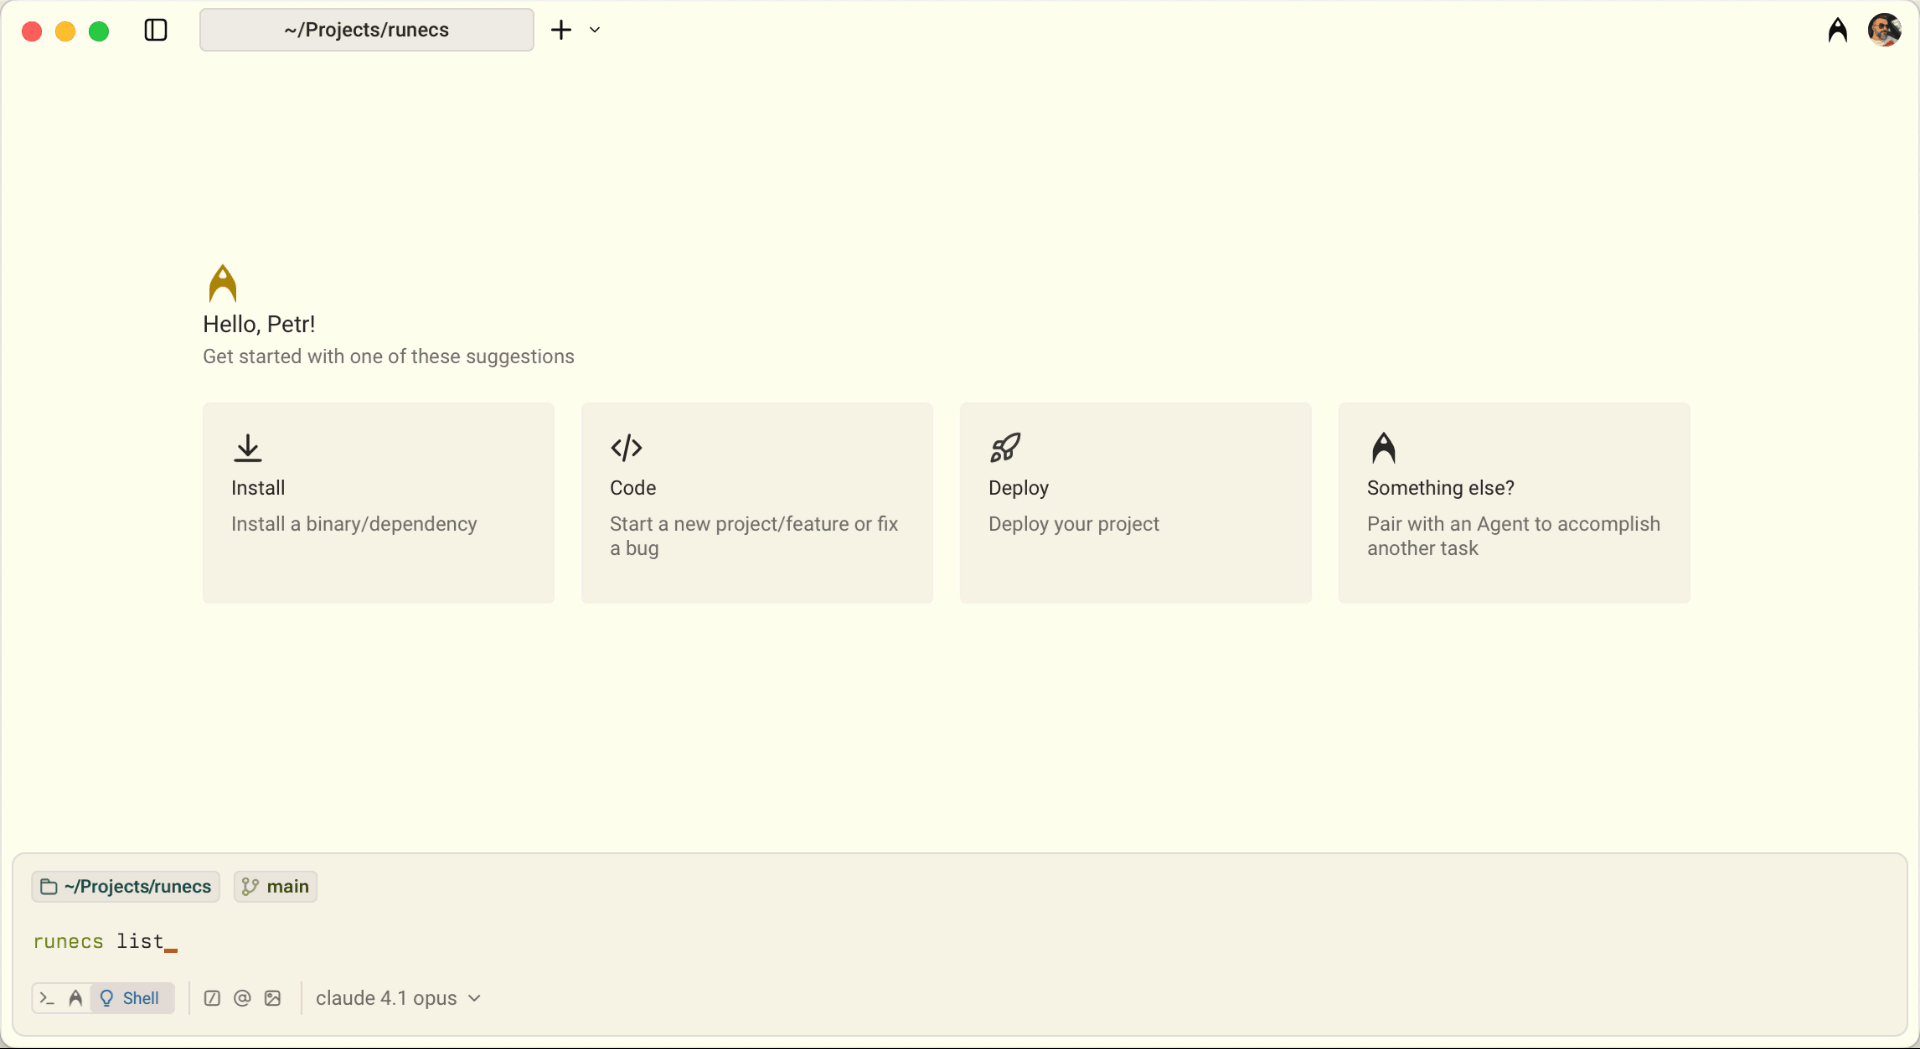 ~/Projects/runecs
Hello, Petr!
Get started with one of these suggestions
Install
Install a binary/dependency
Code
Start a new project/feature or fix
a bug
Deploy
Deploy your project
Something else?
Pair with an Agent to accomplish
another task
~/Projects/runecs main
runecs list_
Shell claude 4.1 opus